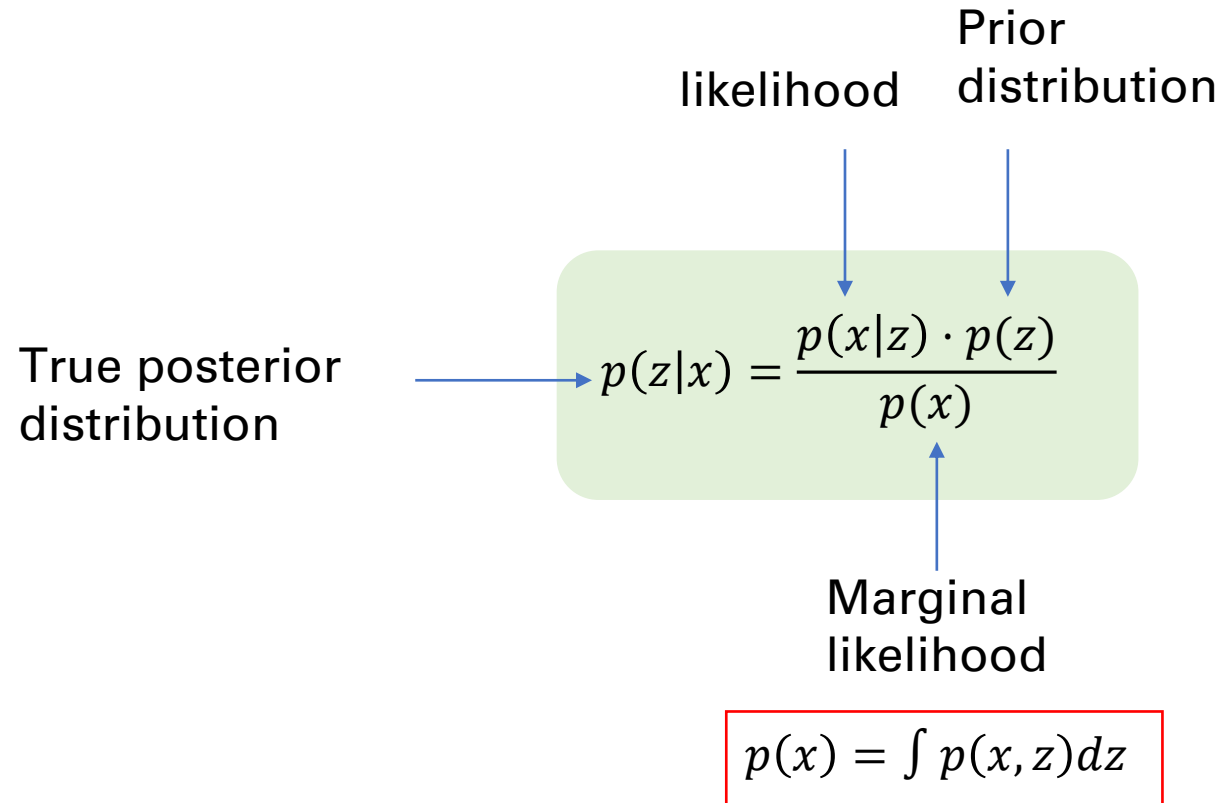 Prior
likelihood distribution
True posterior
distribution
p(z|x) = p(x|z) · p(z) / p(x)
Marginal
likelihood
p(x) = ∫ p(x, z)dz